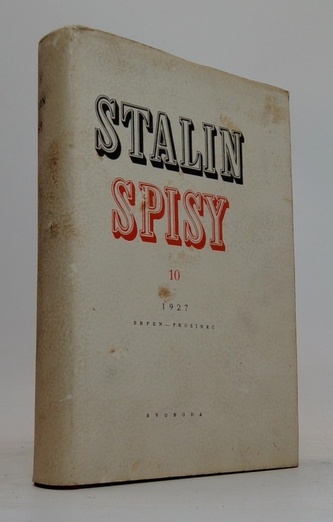 STALIN
SPISY
10
1927
SRPEN—PROSINEC
SVOBODA